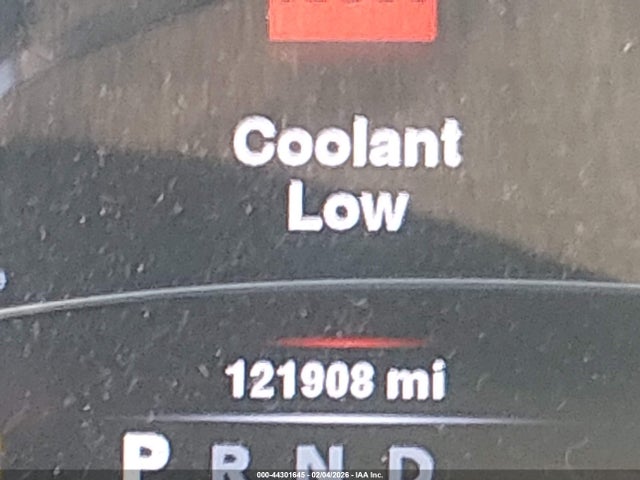 Coolant
Low
121908 mi
P R N D
000-44301645 - 02/04/2026 - IAA Inc.